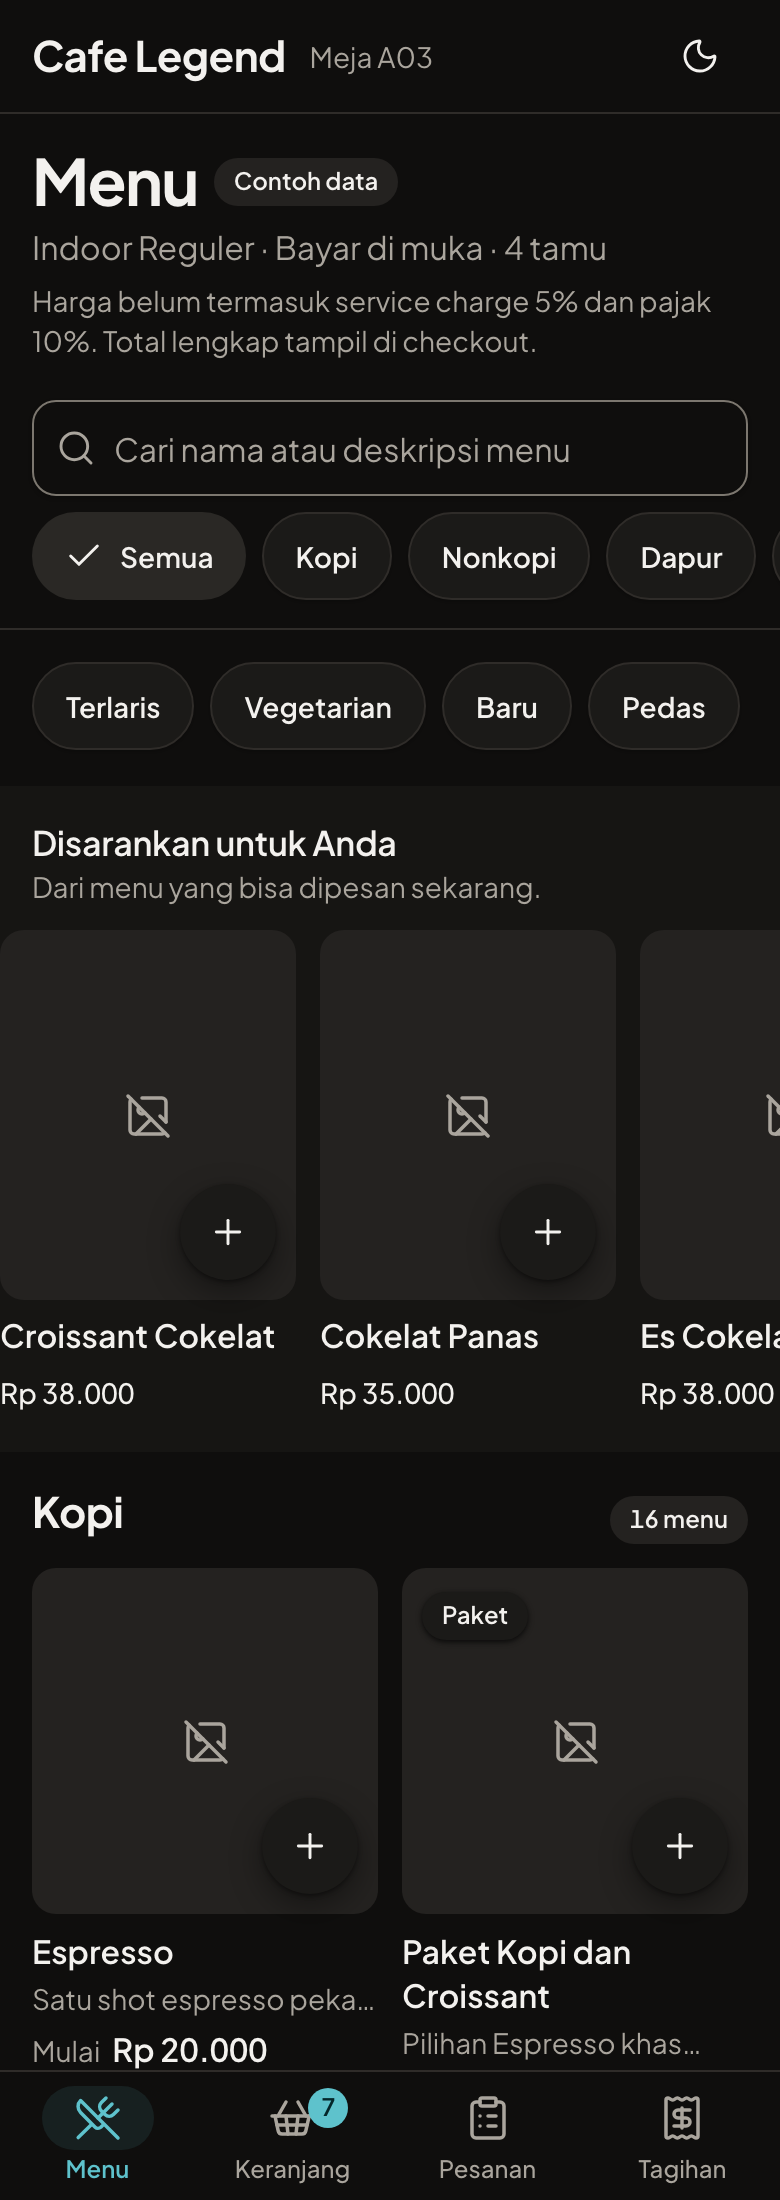 Cafe Legend Meja A03
Menu Contoh data
Indoor Reguler · Bayar di muka · 4 tamu
Harga belum termasuk service charge 5% dan pajak
10%. Total lengkap tampil di checkout.
Cari nama atau deskripsi menu
Semua Kopi Nonkopi Dapur
Terlaris Vegetarian Baru Pedas
Disarankan untuk Anda
Dari menu yang bisa dipesan sekarang.
Croissant Cokelat Cokelat Panas Es Cokela
Rp 38.000 Rp 35.000 Rp 38.000
Kopi 16 menu
Paket
Espresso
Satu shot espresso peka…
Mulai Rp 20.000
Paket Kopi dan
Croissant
Pilihan Espresso khas…
7
Menu Keranjang Pesanan Tagihan